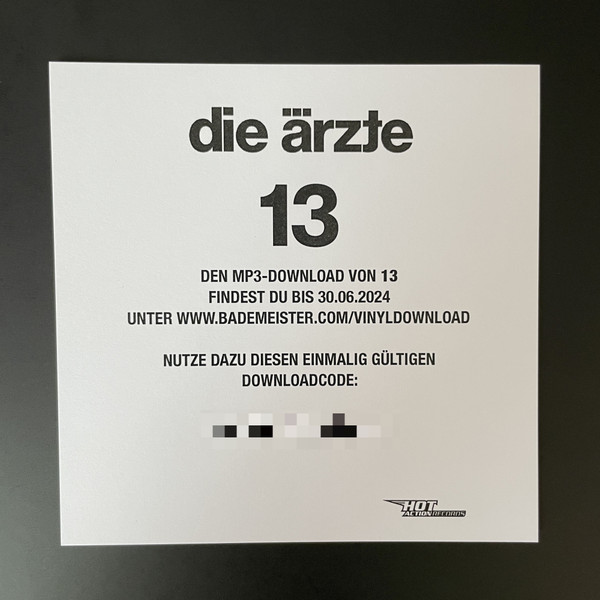 die ärzte
13
DEN MP3-DOWNLOAD VON 13
FINDEST DU BIS 30.06.2024
UNTER WWW.BADEMEISTER.COM/VINYLDOWNLOAD
NUTZE DAZU DIESEN EINMALIG GÜLTIGEN
DOWNLOADCODE:
HOT
ACTION RECORDS